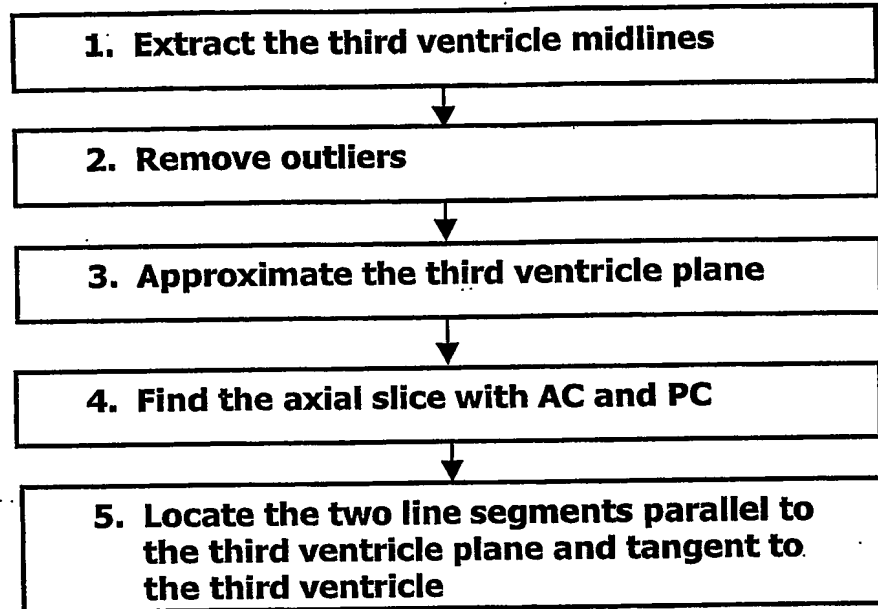 1. Extract the third ventricle midlines
2. Remove outliers
3. Approximate the third ventricle plane
4. Find the axial slice with AC and PC
5. Locate the two line segments parallel to
the third ventricle plane and tangent to
the third ventricle